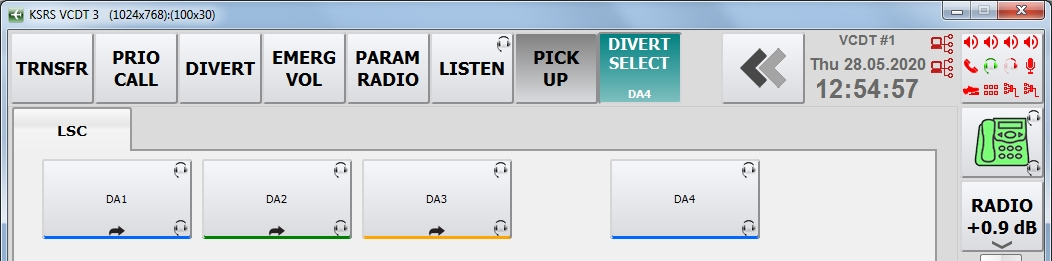 KSRS VCDT 3 (1024x768):(100x30)
TRNSFR
PRIO
CALL
DIVERT
EMERG
VOL
PARAM
RADIO
LISTEN
PICK
UP
DIVERT
SELECT
DA4
VCDT #1
Thu 28.05.2020
12:54:57
LSC
DA1
DA2
DA3
DA4
RADIO
+0.9 dB